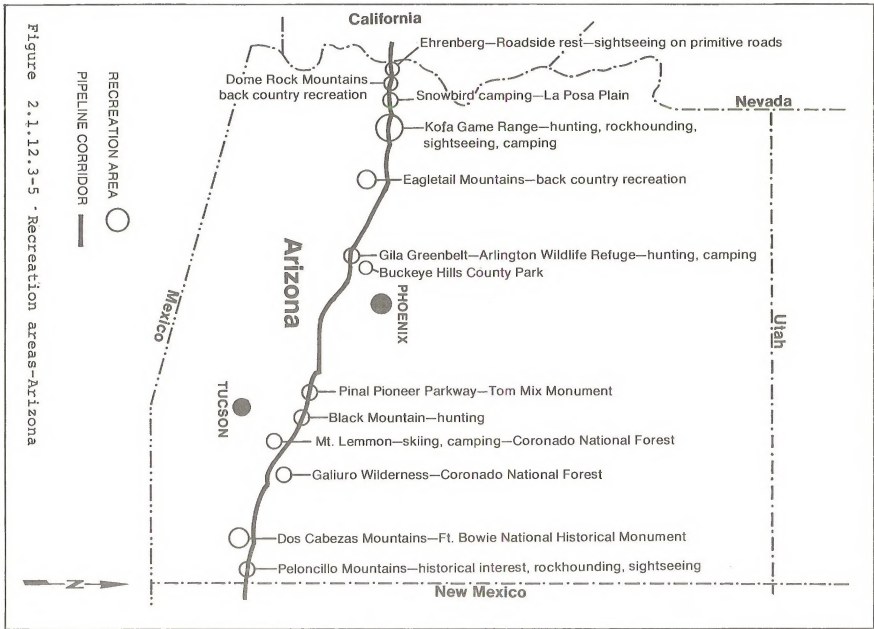 California
Ehrenberg—Roadside rest—sightseeing on primitive roads
Dome Rock Mountains
back country recreation
Snowbird camping—La Posa Plain
Nevada
Kofa Game Range—hunting, rockhounding,
sightseeing, camping
Eagletail Mountains—back country recreation
Gila Greenbelt—Arlington Wildlife Refuge—hunting, camping
Buckeye Hills County Park
Arizona
PHOENIX
Mexico
Utah
Pinal Pioneer Parkway—Tom Mix Monument
TUCSON
Black Mountain—hunting
Mt. Lemmon—skiing, camping—Coronado National Forest
Galiuro Wilderness—Coronado National Forest
Dos Cabezas Mountains—Ft. Bowie National Historical Monument
Peloncillo Mountains—historical interest, rockhounding, sightseeing
New Mexico
N
RECREATION AREA
PIPELINE CORRIDOR
Figure 2.1.12.3-5 · Recreation areas-Arizona